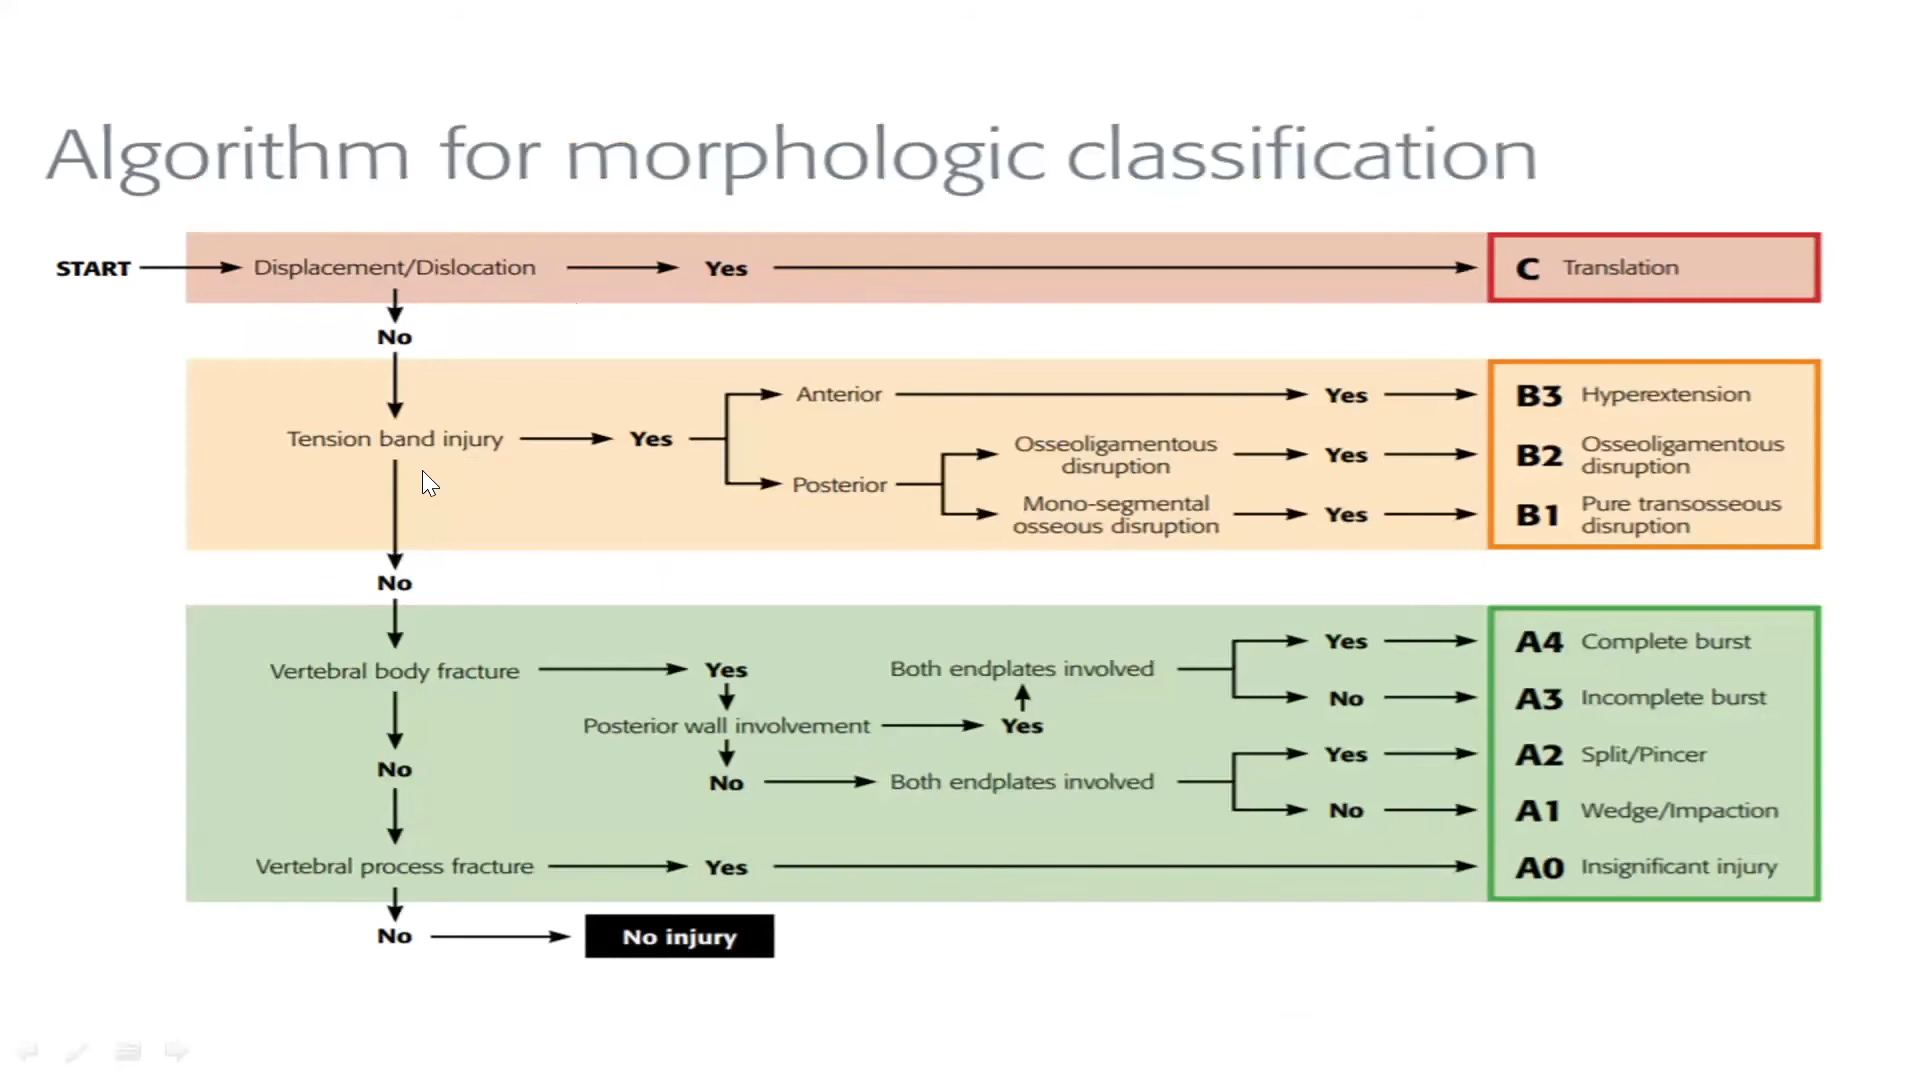 Algorithm for morphologic classification
START Displacement/Dislocation Yes C Translation
No
Anterior Yes B3 Hyperextension
Tension band injury Yes
Osseoligamentous disruption Yes B2 Osseoligamentous disruption
Posterior
Mono-segmental osseous disruption Yes B1 Pure transosseous disruption
No
Yes A4 Complete burst
Vertebral body fracture Yes Both endplates involved
No A3 Incomplete burst
Posterior wall involvement Yes
Yes A2 Split/Pincer
No
No Both endplates involved
No A1 Wedge/Impaction
Vertebral process fracture Yes A0 Insignificant injury
No No injury